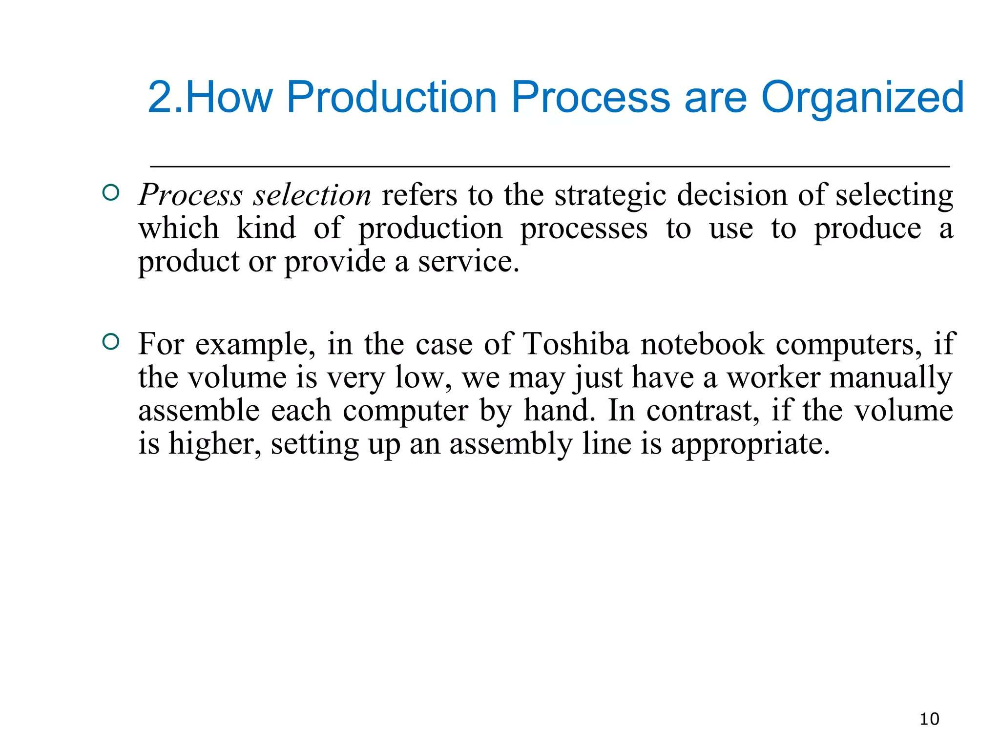 2.How Production Process are Organized
Process selection refers to the strategic decision of selecting
which kind of production processes to use to produce a
product or provide a service.
For example, in the case of Toshiba notebook computers, if
the volume is very low, we may just have a worker manually
assemble each computer by hand. In contrast, if the volume
is higher, setting up an assembly line is appropriate.
10